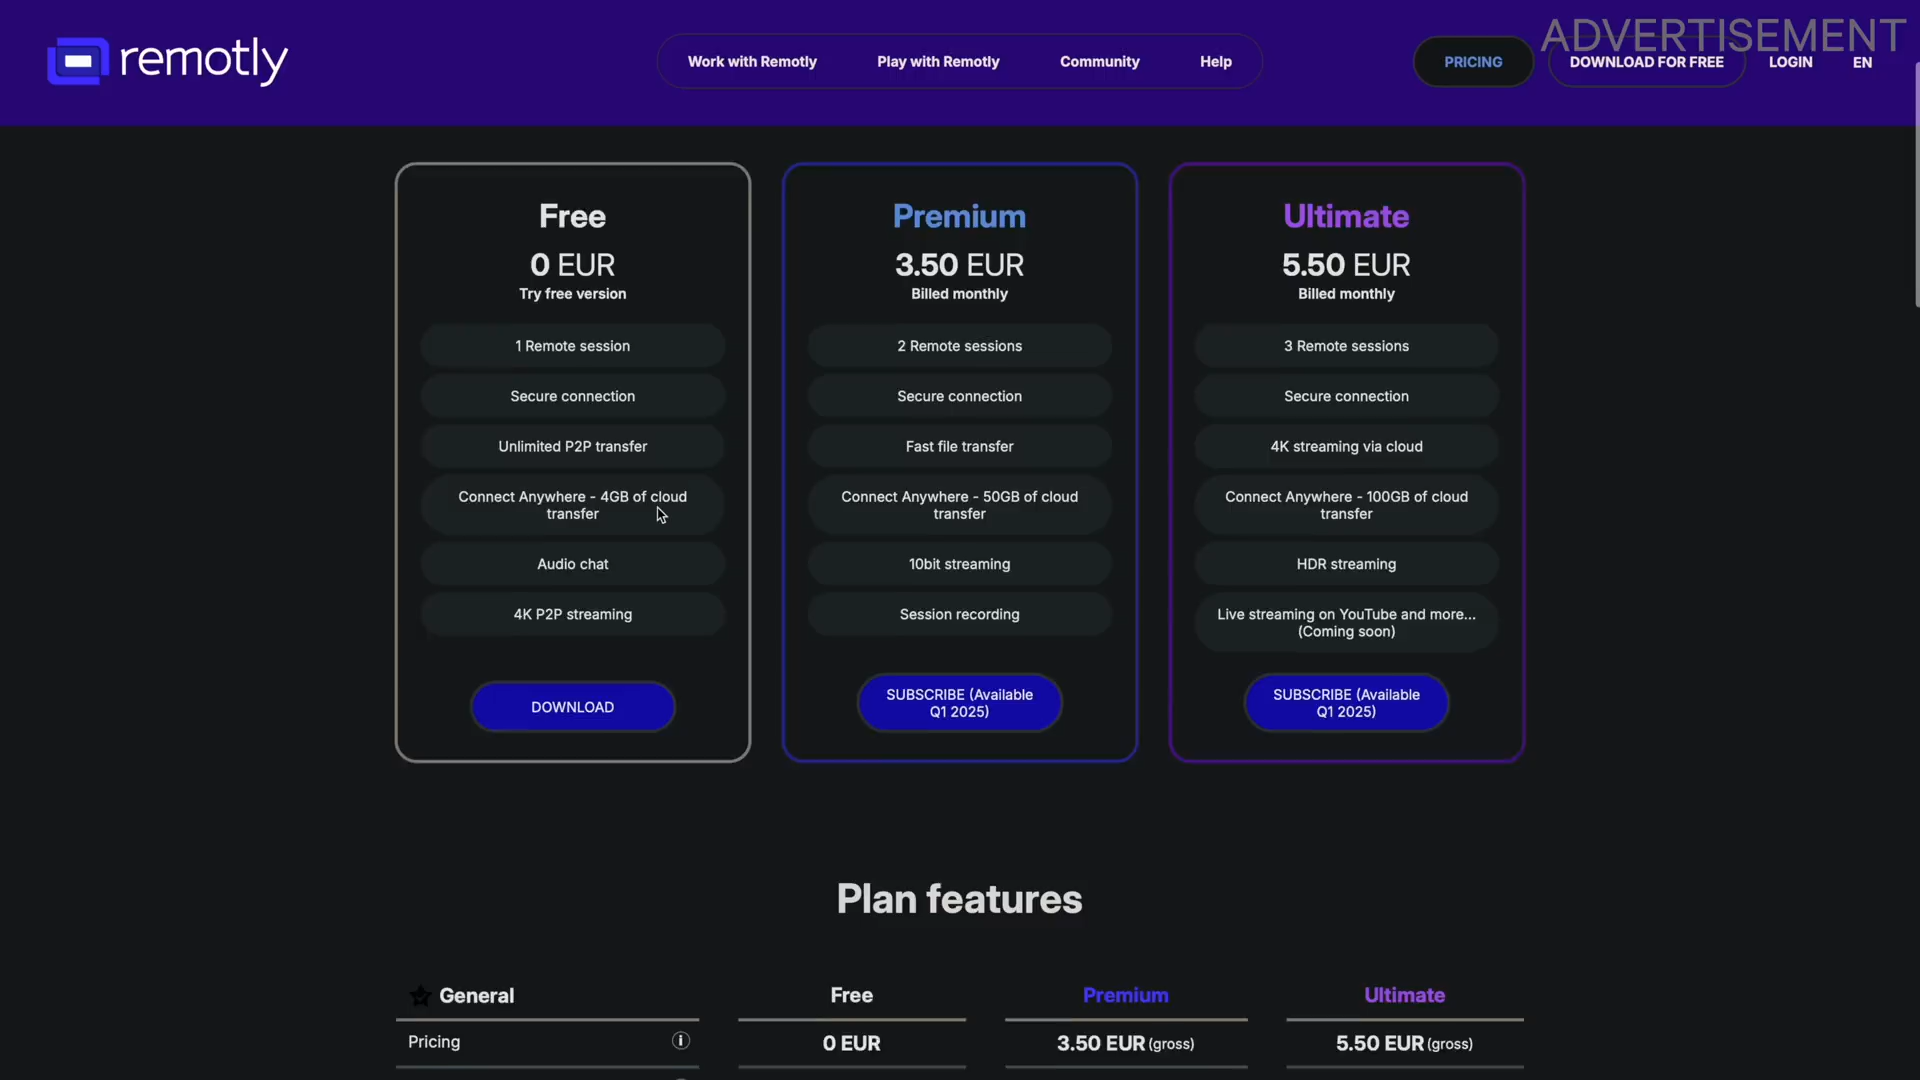 remotly
Work with Remotly
Play with Remotly
Community
Help
PRICING
DOWNLOAD FOR FREE
LOGIN
EN
ADVERTISEMENT
Free
0 EUR
Try free version
1 Remote session
Secure connection
Unlimited P2P transfer
Connect Anywhere - 4GB of cloud
transfer
Audio chat
4K P2P streaming
DOWNLOAD
Premium
3.50 EUR
Billed monthly
2 Remote sessions
Secure connection
Fast file transfer
Connect Anywhere - 50GB of cloud
transfer
10bit streaming
Session recording
SUBSCRIBE (Available
Q1 2025)
Ultimate
5.50 EUR
Billed monthly
3 Remote sessions
Secure connection
4K streaming via cloud
Connect Anywhere - 100GB of cloud
transfer
HDR streaming
Live streaming on YouTube and more...
(Coming soon)
SUBSCRIBE (Available
Q1 2025)
Plan features
General
Free
Premium
Ultimate
Pricing
0 EUR
3.50 EUR (gross)
5.50 EUR (gross)